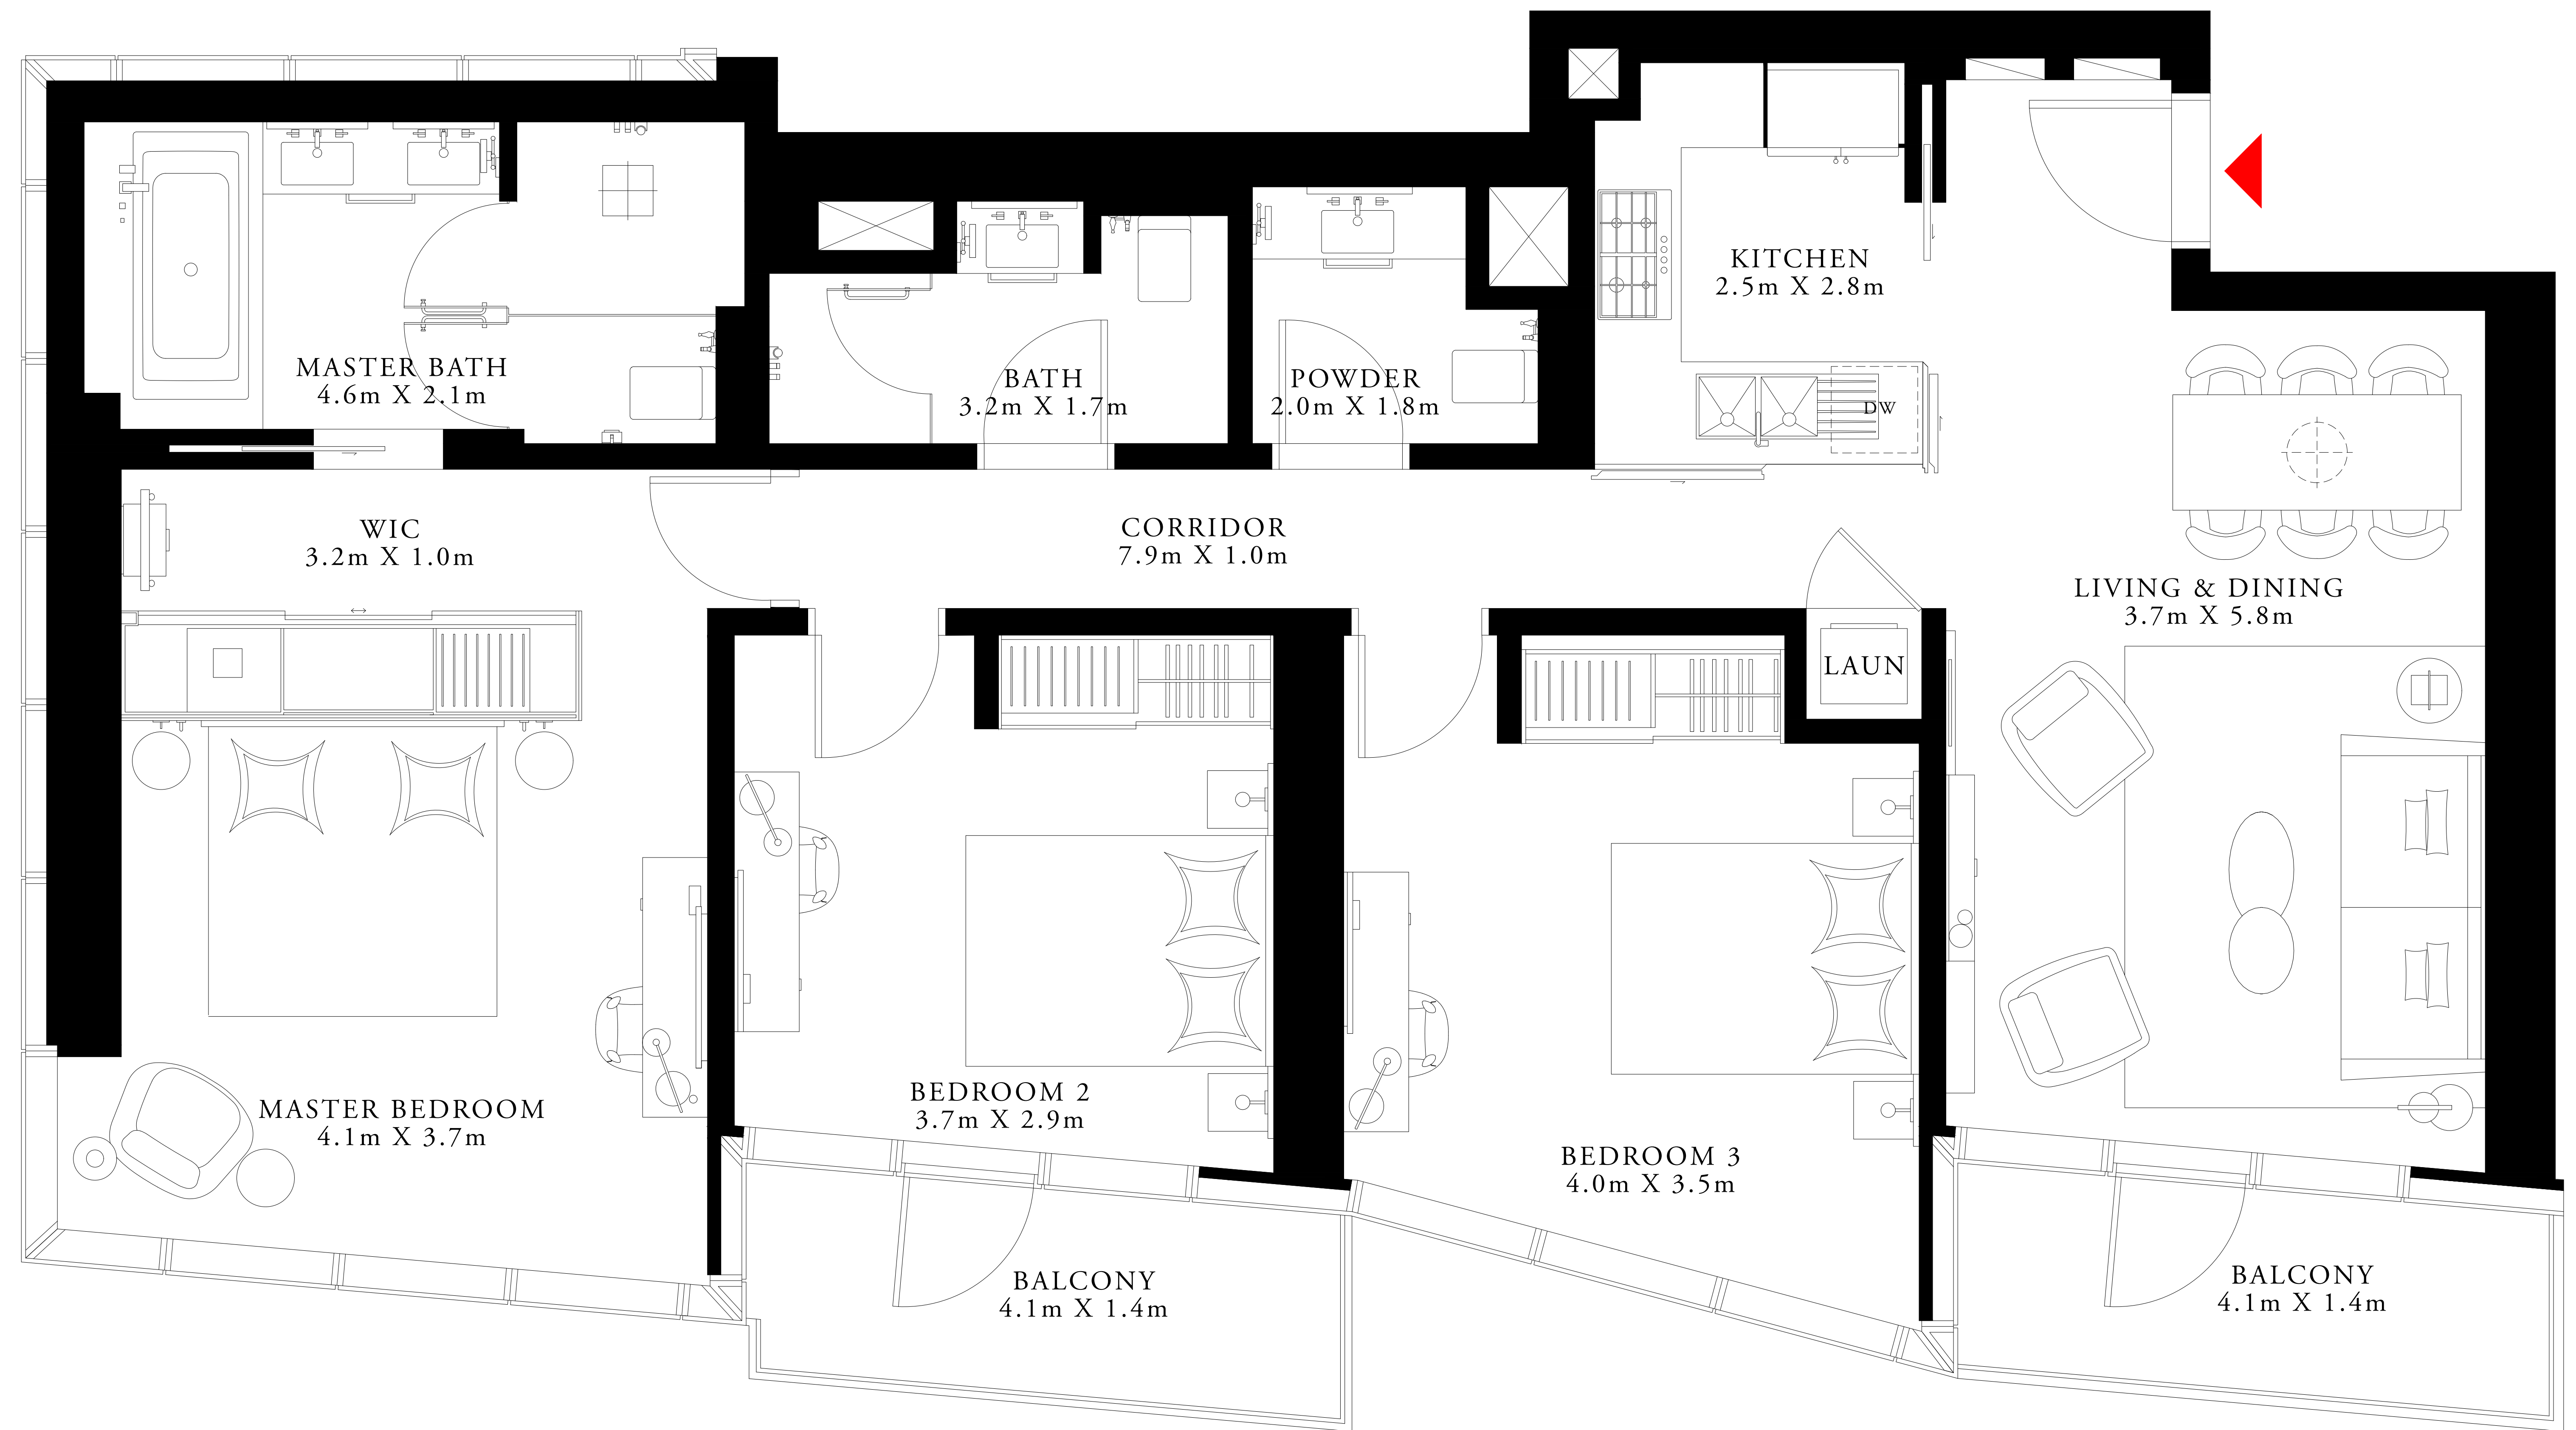 KITCHEN
2.5m X 2.8m
MASTER BATH
4.6m X 2.1m
BATH
3.2m X 1.7m
POWDER
2.0m X 1.8m
DW
WIC
3.2m X 1.0m
CORRIDOR
7.9m X 1.0m
LIVING & DINING
3.7m X 5.8m
LAUN
MASTER BEDROOM
4.1m X 3.7m
BEDROOM 2
3.7m X 2.9m
BEDROOM 3
4.0m X 3.5m
BALCONY
4.1m X 1.4m
BALCONY
4.1m X 1.4m